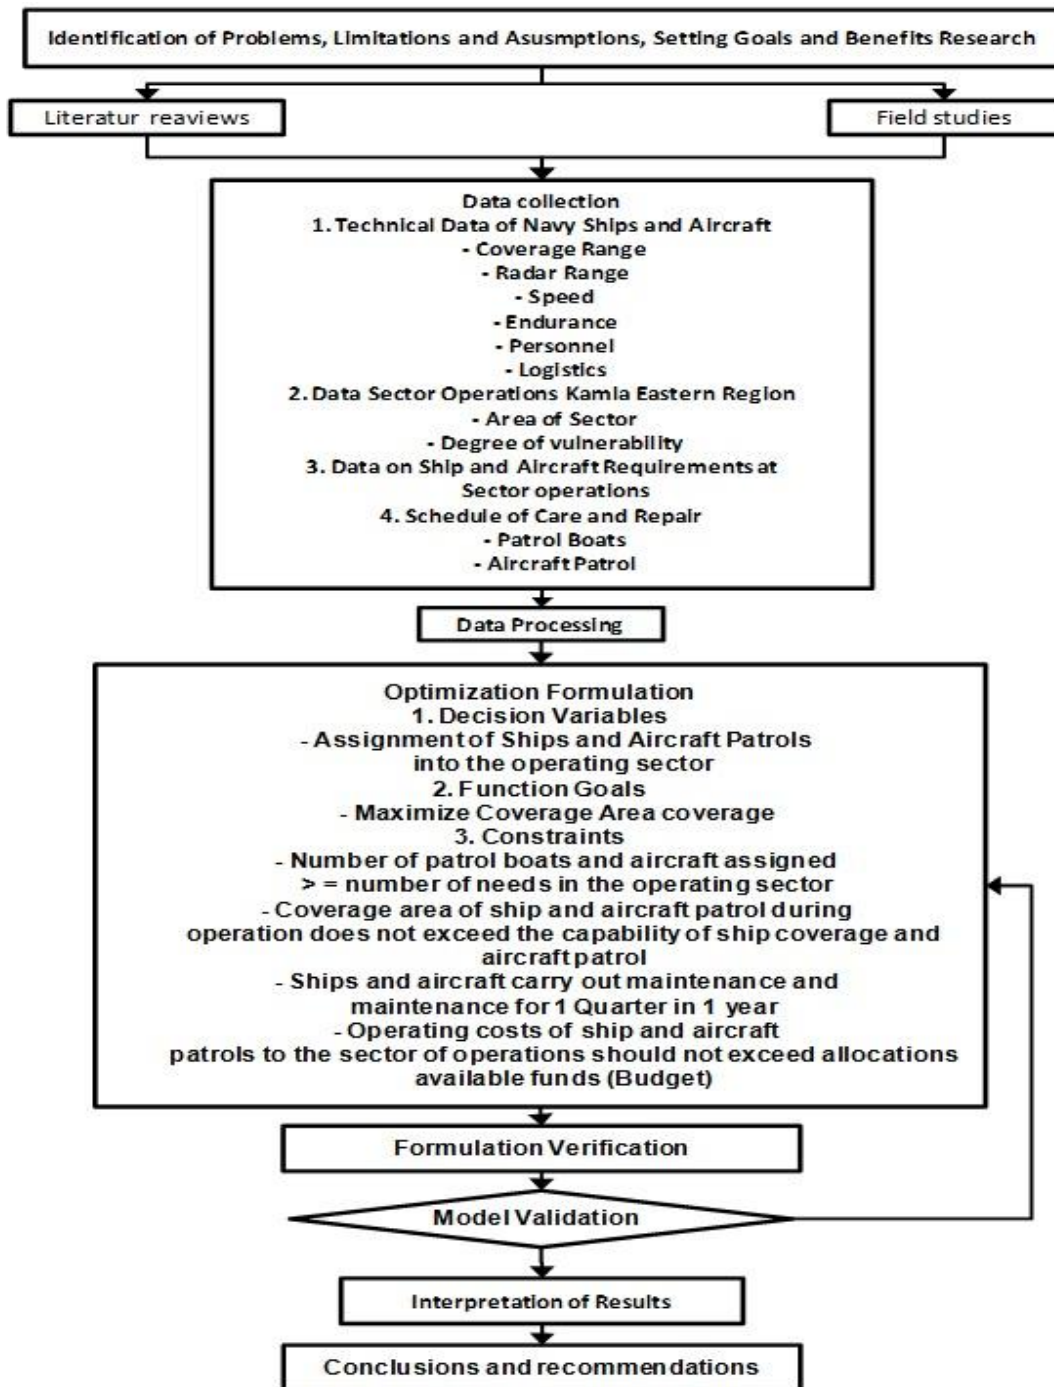 Identification of Problems, Limitations and Asusmptions, Setting Goals and Benefits Research
Literatur reaviews
Field studies
Data collection
1. Technical Data of Navy Ships and Aircraft
- Coverage Range
- Radar Range
- Speed
- Endurance
- Personnel
- Logistics
2. Data Sector Operations Kamla Eastern Region
- Area of Sector
- Degree of vulnerability
3. Data on Ship and Aircraft Requirements at
Sector operations
4. Schedule of Care and Repair
- Patrol Boats
- Aircraft Patrol
Data Processing
Optimization Formulation
1. Decision Variables
- Assignment of Ships and Aircraft Patrols
into the operating sector
2. Function Goals
- Maximize Coverage Area coverage
3. Constraints
- Number of patrol boats and aircraft assigned
> = number of needs in the operating sector
- Coverage area of ship and aircraft patrol during
operation does not exceed the capability of ship coverage and
aircraft patrol
- Ships and aircraft carry out maintenance and
maintenance for 1 Quarter in 1 year
- Operating costs of ship and aircraft
patrols to the sector of operations should not exceed allocations
available funds (Budget)
Formulation Verification
Model Validation
Interpretation of Results
Conclusions and recommendations